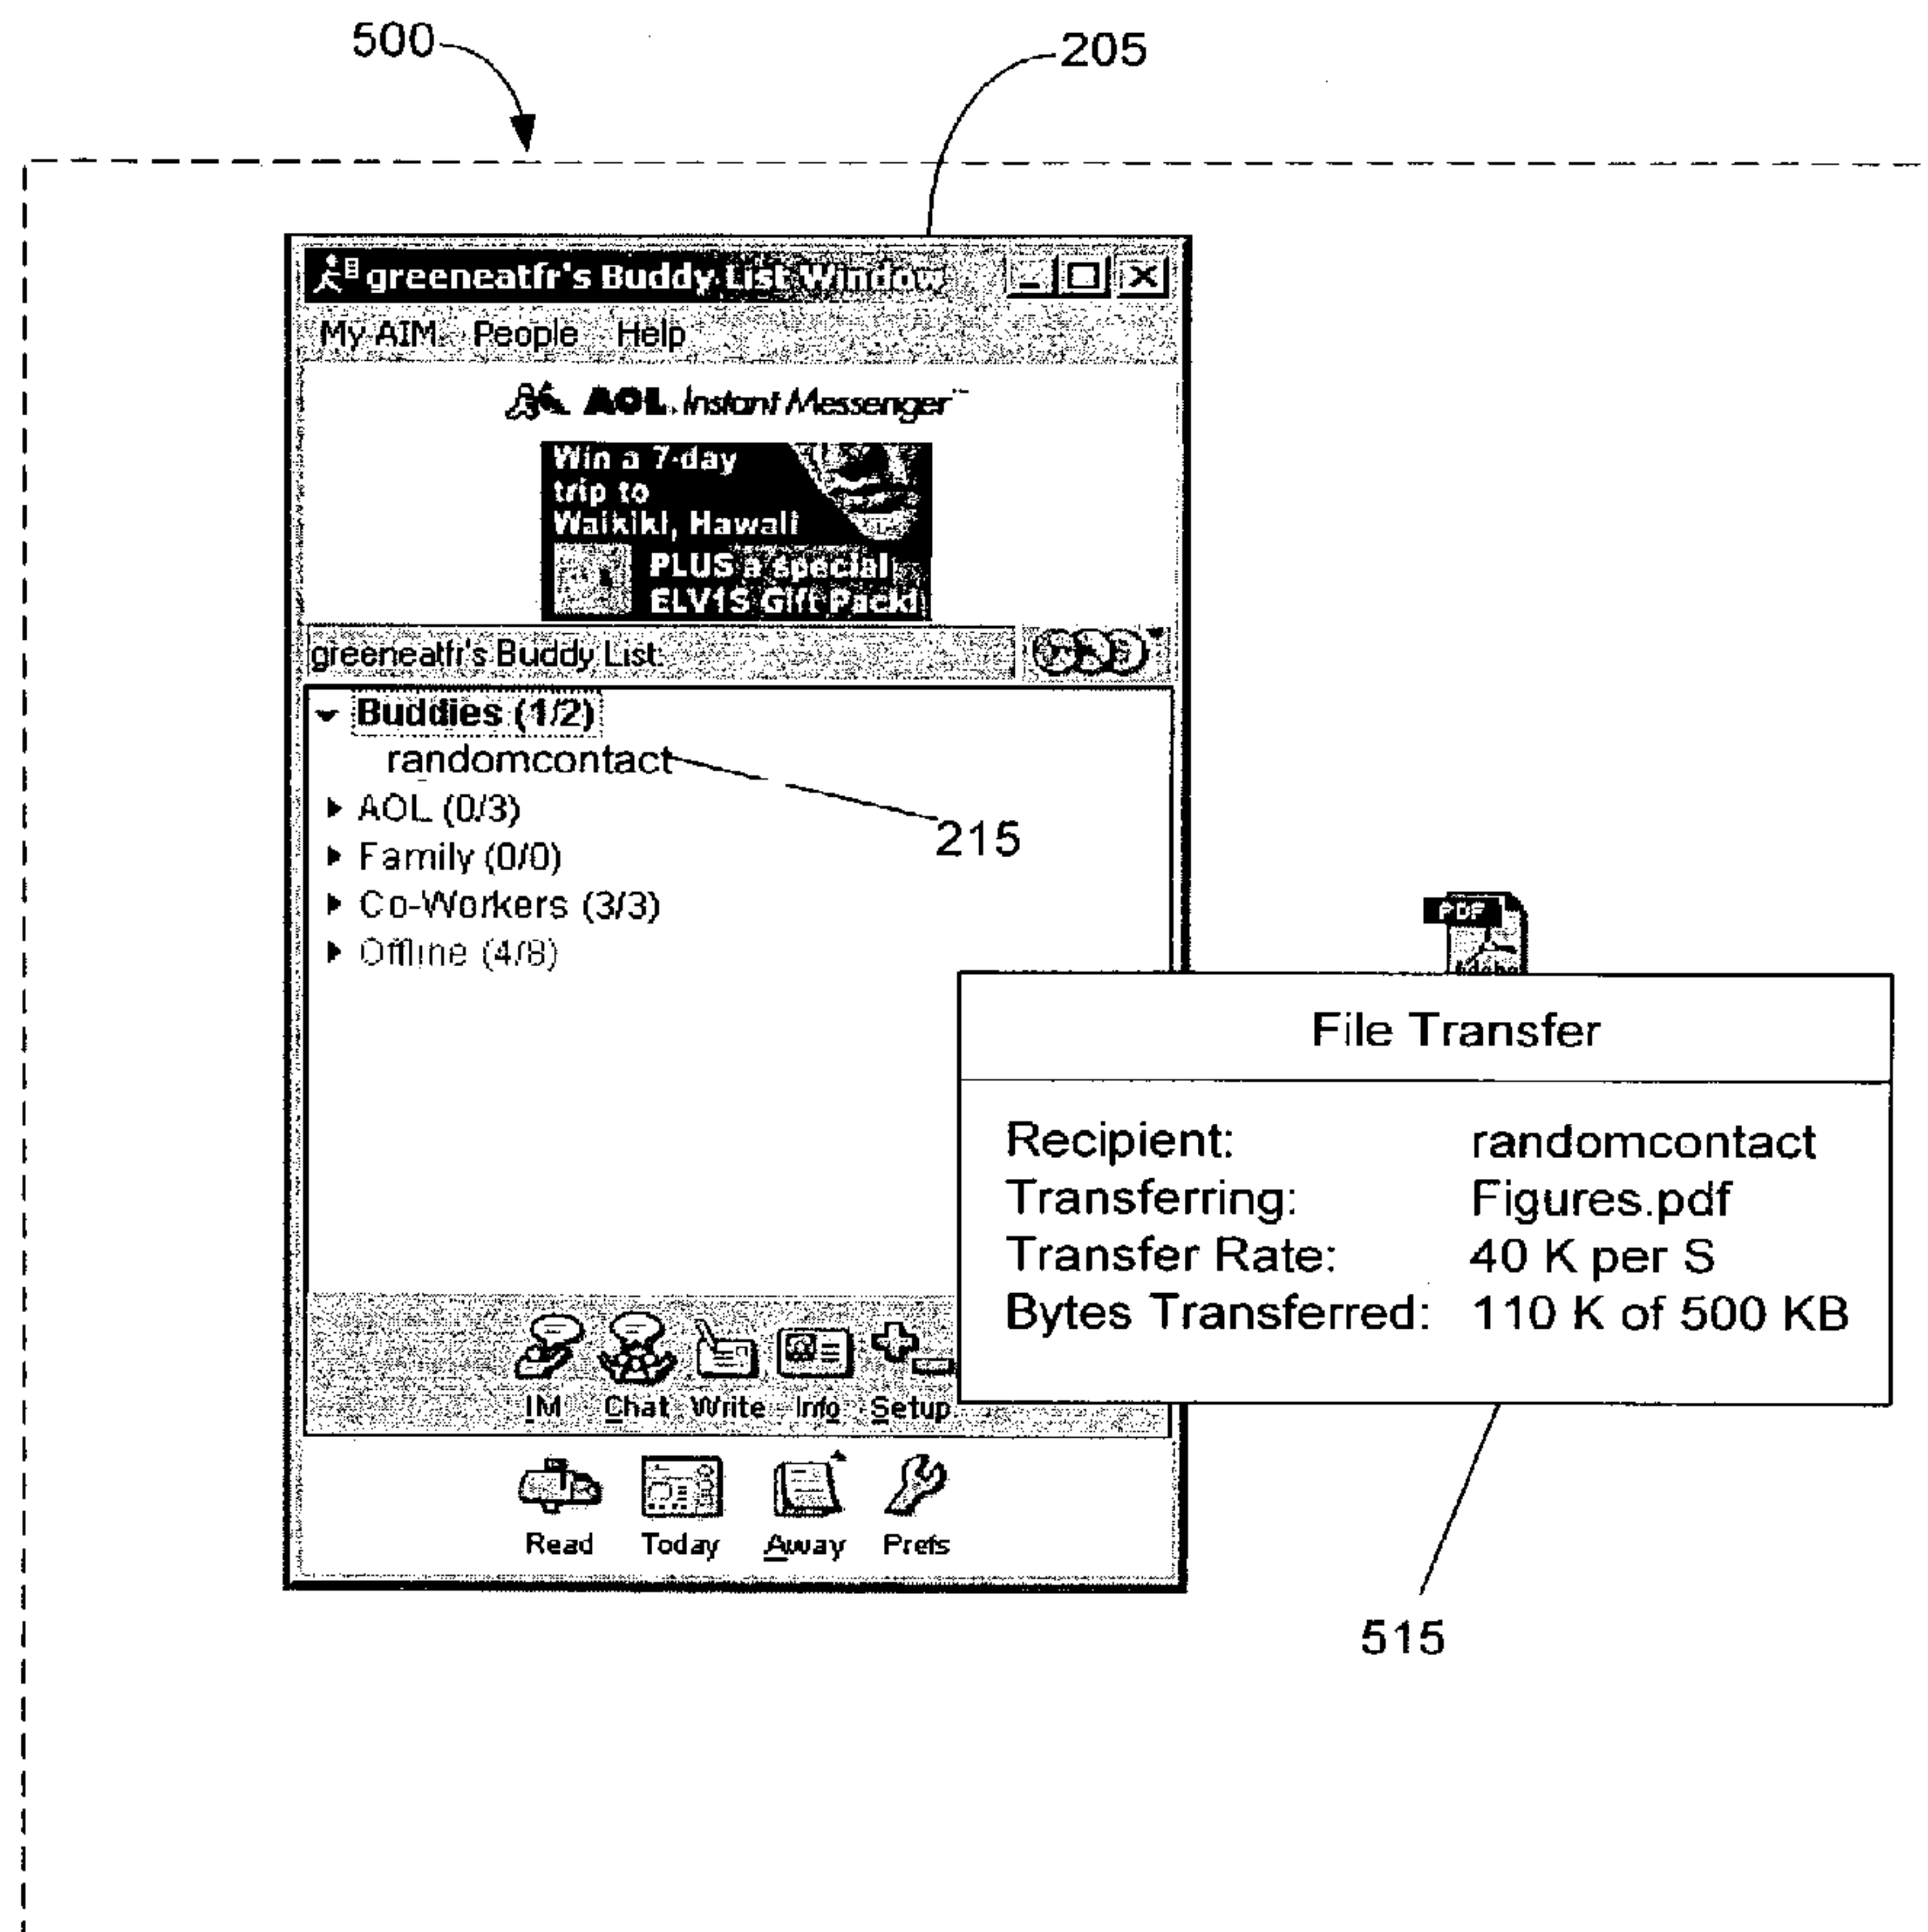 500
205
greeneatfr's Buddy List Window
My AIM People Help
AOL Instant Messenger™
Win a 7-day
trip to
Waikiki, Hawaii
PLUS a special
ELVIS Gift Pack!
greeneatfr's Buddy List:
Buddies (1/2)
randomcontact
AOL (0/3)
215
Family (0/0)
Co-Workers (3/3)
PDF
Offline (4/8)
Adobe
File Transfer
Recipient: randomcontact
Transferring: Figures.pdf
Transfer Rate: 40 K per S
Bytes Transferred: 110 K of 500 KB
IM Chat Write Info Setup
Read Today Away Prefs
515